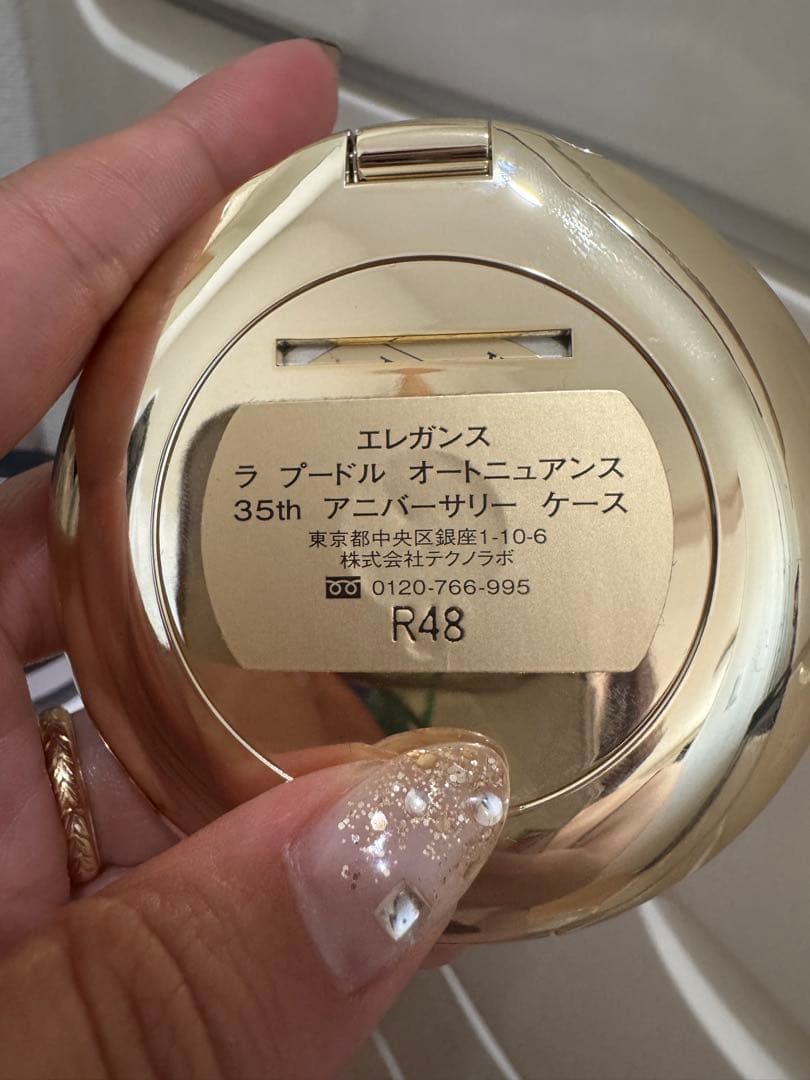 エレガンス
ラ プードル オートニュアンス
35th アニバーサリー ケース
東京都中央区銀座1-10-6
株式会社テクノラボ
0120-766-995
R48